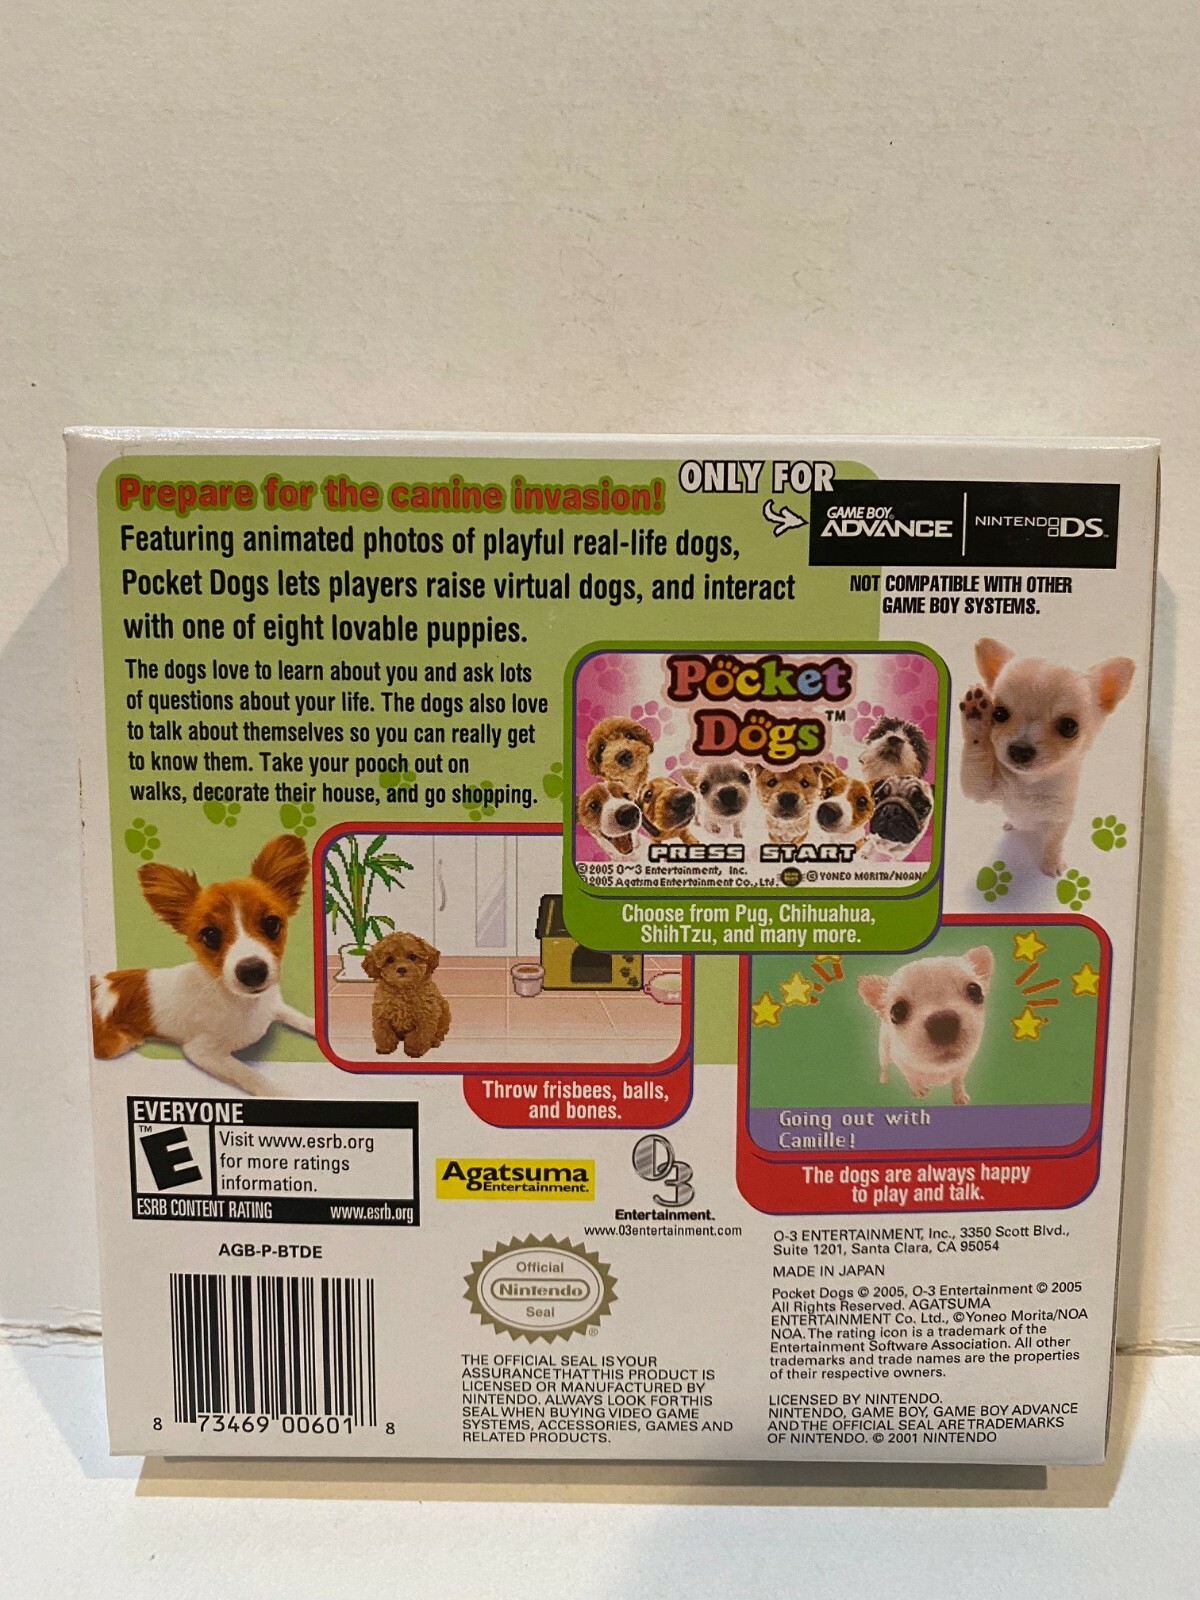 Prepare for the canine invasion!
Featuring animated photos of playful real-life dogs,
Pocket Dogs lets players raise virtual dogs, and interact
with one of eight lovable puppies.
The dogs love to learn about you and ask lots
of questions about your life. The dogs also love
to talk about themselves so you can really get
to know them. Take your pooch out on
walks, decorate their house, and go shopping.
ONLY FOR
GAME BOY
ADVANCE
NINTENDO DS™
NOT COMPATIBLE WITH OTHER
GAME BOY SYSTEMS.
Pocket
Dogs™
PRESS START
©2005 O~3 Entertainment, Inc.
©2005 Agatsma Entertainment Co., Ltd.
© YONEO MORITA/NOAN
Choose from Pug, Chihuahua,
ShihTzu, and many more.
Throw frisbees, balls,
and bones.
Going out with
Camille!
The dogs are always happy
to play and talk.
EVERYONE
E™
Visit www.esrb.org
for more ratings
information.
ESRB CONTENT RATING www.esrb.org
Agatsuma
Entertainment.
O3
Entertainment.
www.03entertainment.com
AGB-P-BTDE
8 73469 00601 8
Official
Nintendo
Seal
®
THE OFFICIAL SEAL IS YOUR
ASSURANCE THAT THIS PRODUCT IS
LICENSED OR MANUFACTURED BY
NINTENDO. ALWAYS LOOK FOR THIS
SEAL WHEN BUYING VIDEO GAME
SYSTEMS, ACCESSORIES, GAMES AND
RELATED PRODUCTS.
O-3 ENTERTAINMENT, Inc., 3350 Scott Blvd.,
Suite 1201, Santa Clara, CA 95054
MADE IN JAPAN
Pocket Dogs © 2005, O-3 Entertainment © 2005
All Rights Reserved. AGATSUMA
ENTERTAINMENT Co. Ltd., ©Yoneo Morita/NOA
NOA. The rating icon is a trademark of the
Entertainment Software Association. All other
trademarks and trade names are the properties
of their respective owners.
LICENSED BY NINTENDO.
NINTENDO, GAME BOY, GAME BOY ADVANCE
AND THE OFFICIAL SEAL ARE TRADEMARKS
OF NINTENDO. © 2001 NINTENDO